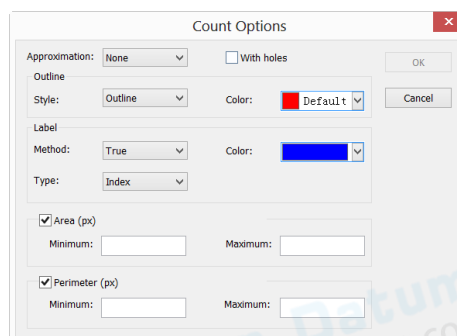 Count Options
Approximation: None With holes OK
Outline
Style: Outline Color: Default Cancel
Label
Method: True Color:
Type: Index
Area (px)
Minimum: Maximum:
Perimeter (px)
Minimum: Maximum:
Datum